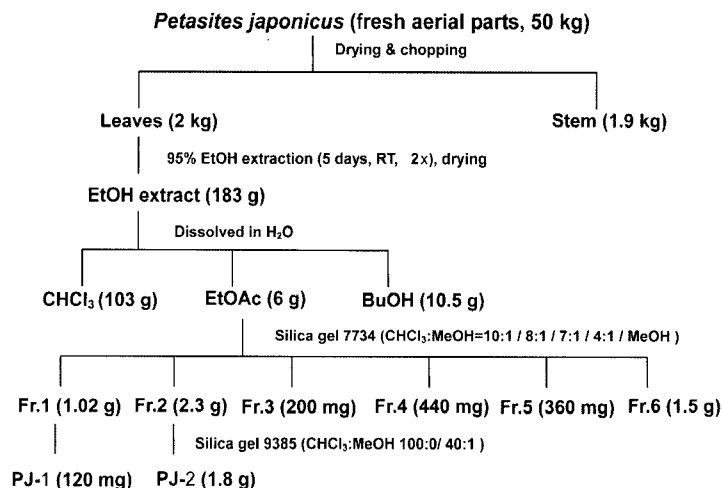 Petasites japonicus (fresh aerial parts, 50 kg)
Drying & chopping
Leaves (2 kg) Stem (1.9 kg)
95% EtOH extraction (5 days, RT, 2x), drying
EtOH extract (183 g)
Dissolved in H₂O
CHCl₃ (103 g) EtOAc (6 g) BuOH (10.5 g)
Silica gel 7734 (CHCl₃:MeOH=10:1 / 8:1 / 7:1 / 4:1 / MeOH )
Fr.1 (1.02 g) Fr.2 (2.3 g) Fr.3 (200 mg) Fr.4 (440 mg) Fr.5 (360 mg) Fr.6 (1.5 g)
Silica gel 9385 (CHCl₃:MeOH 100:0/ 40:1 )
PJ-1 (120 mg) PJ-2 (1.8 g)